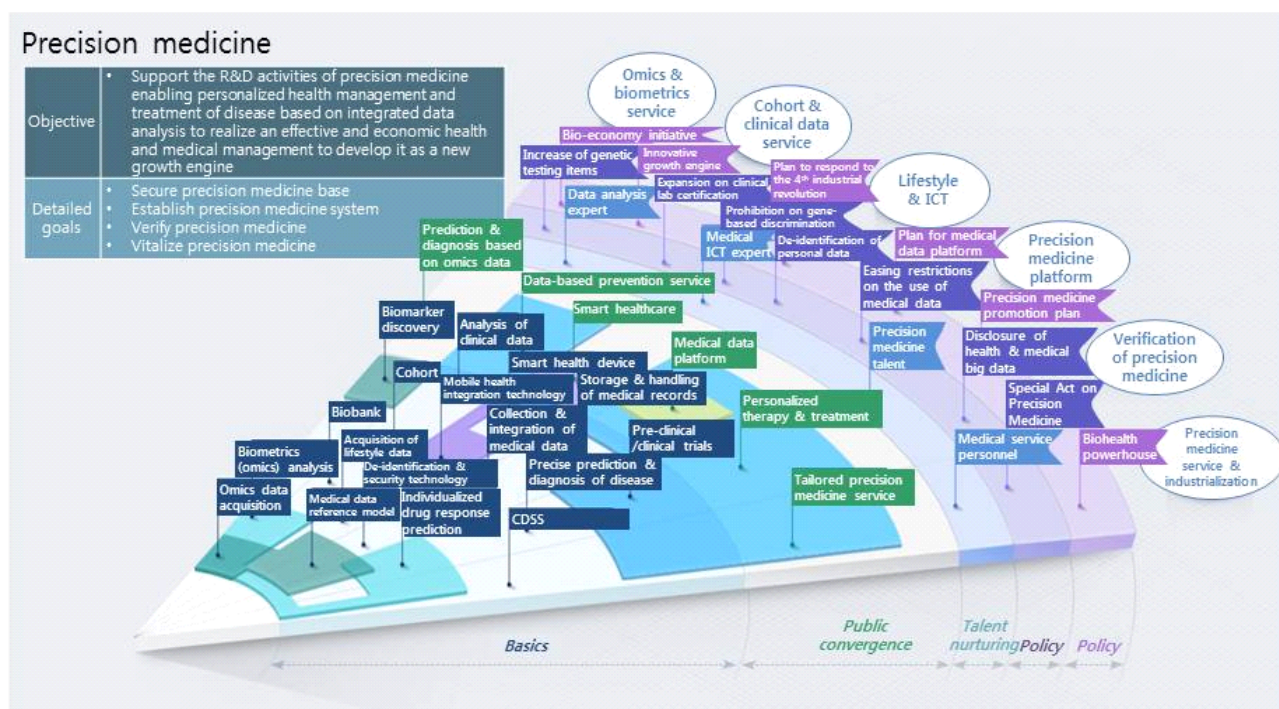 Precision medicine
Objective
• Support the R&D activities of precision medicine
enabling personalized health management and
treatment of disease based on integrated data
analysis to realize an effective and economic health
and medical management to develop it as a new
growth engine
Detailed
goals
• Secure precision medicine base
• Establish precision medicine system
• Verify precision medicine
• Vitalize precision medicine
Omics &
biometrics
service
Cohort &
clinical data
service
Lifestyle
& ICT
Precision
medicine
platform
Verification
of precision
medicine
Precision
medicine
service &
industrialization
Bio-economy initiative
Increase of genetic
testing items
Innovative
growth engine
Plan to respond to
the 4th industrial
revolution
Data analysis
expert
Expansion on clinical
lab certification
Prohibition on gene-
based discrimination
Medical
ICT expert
De-identification of
personal data
Plan for medical
data platform
Easing restrictions
on the use of
medical data
Precision medicine
promotion plan
Precision
medicine
talent
Disclosure of
health & medical
big data
Special Act on
Precision
Medicine
Medical service
personnel
Biohealth
powerhouse
Prediction &
diagnosis based
on omics data
Data-based prevention service
Smart healthcare
Medical data
platform
Personalized
therapy & treatment
Tailored precision
medicine service
Biomarker
discovery
Analysis of
clinical data
Smart health device
Cohort
Mobile health
integration technology
Storage & handling
of medical records
Biobank
Collection &
integration of
medical data
Pre-clinical
/clinical trials
Biometrics
(omics) analysis
Acquisition of
lifestyle data
De-identification &
security technology
Precise prediction &
diagnosis of disease
Omics data
acquisition
Medical data
reference model
Individualized
drug response
prediction
CDSS
Basics
Public
convergence
Talent
nurturing
Policy
Policy